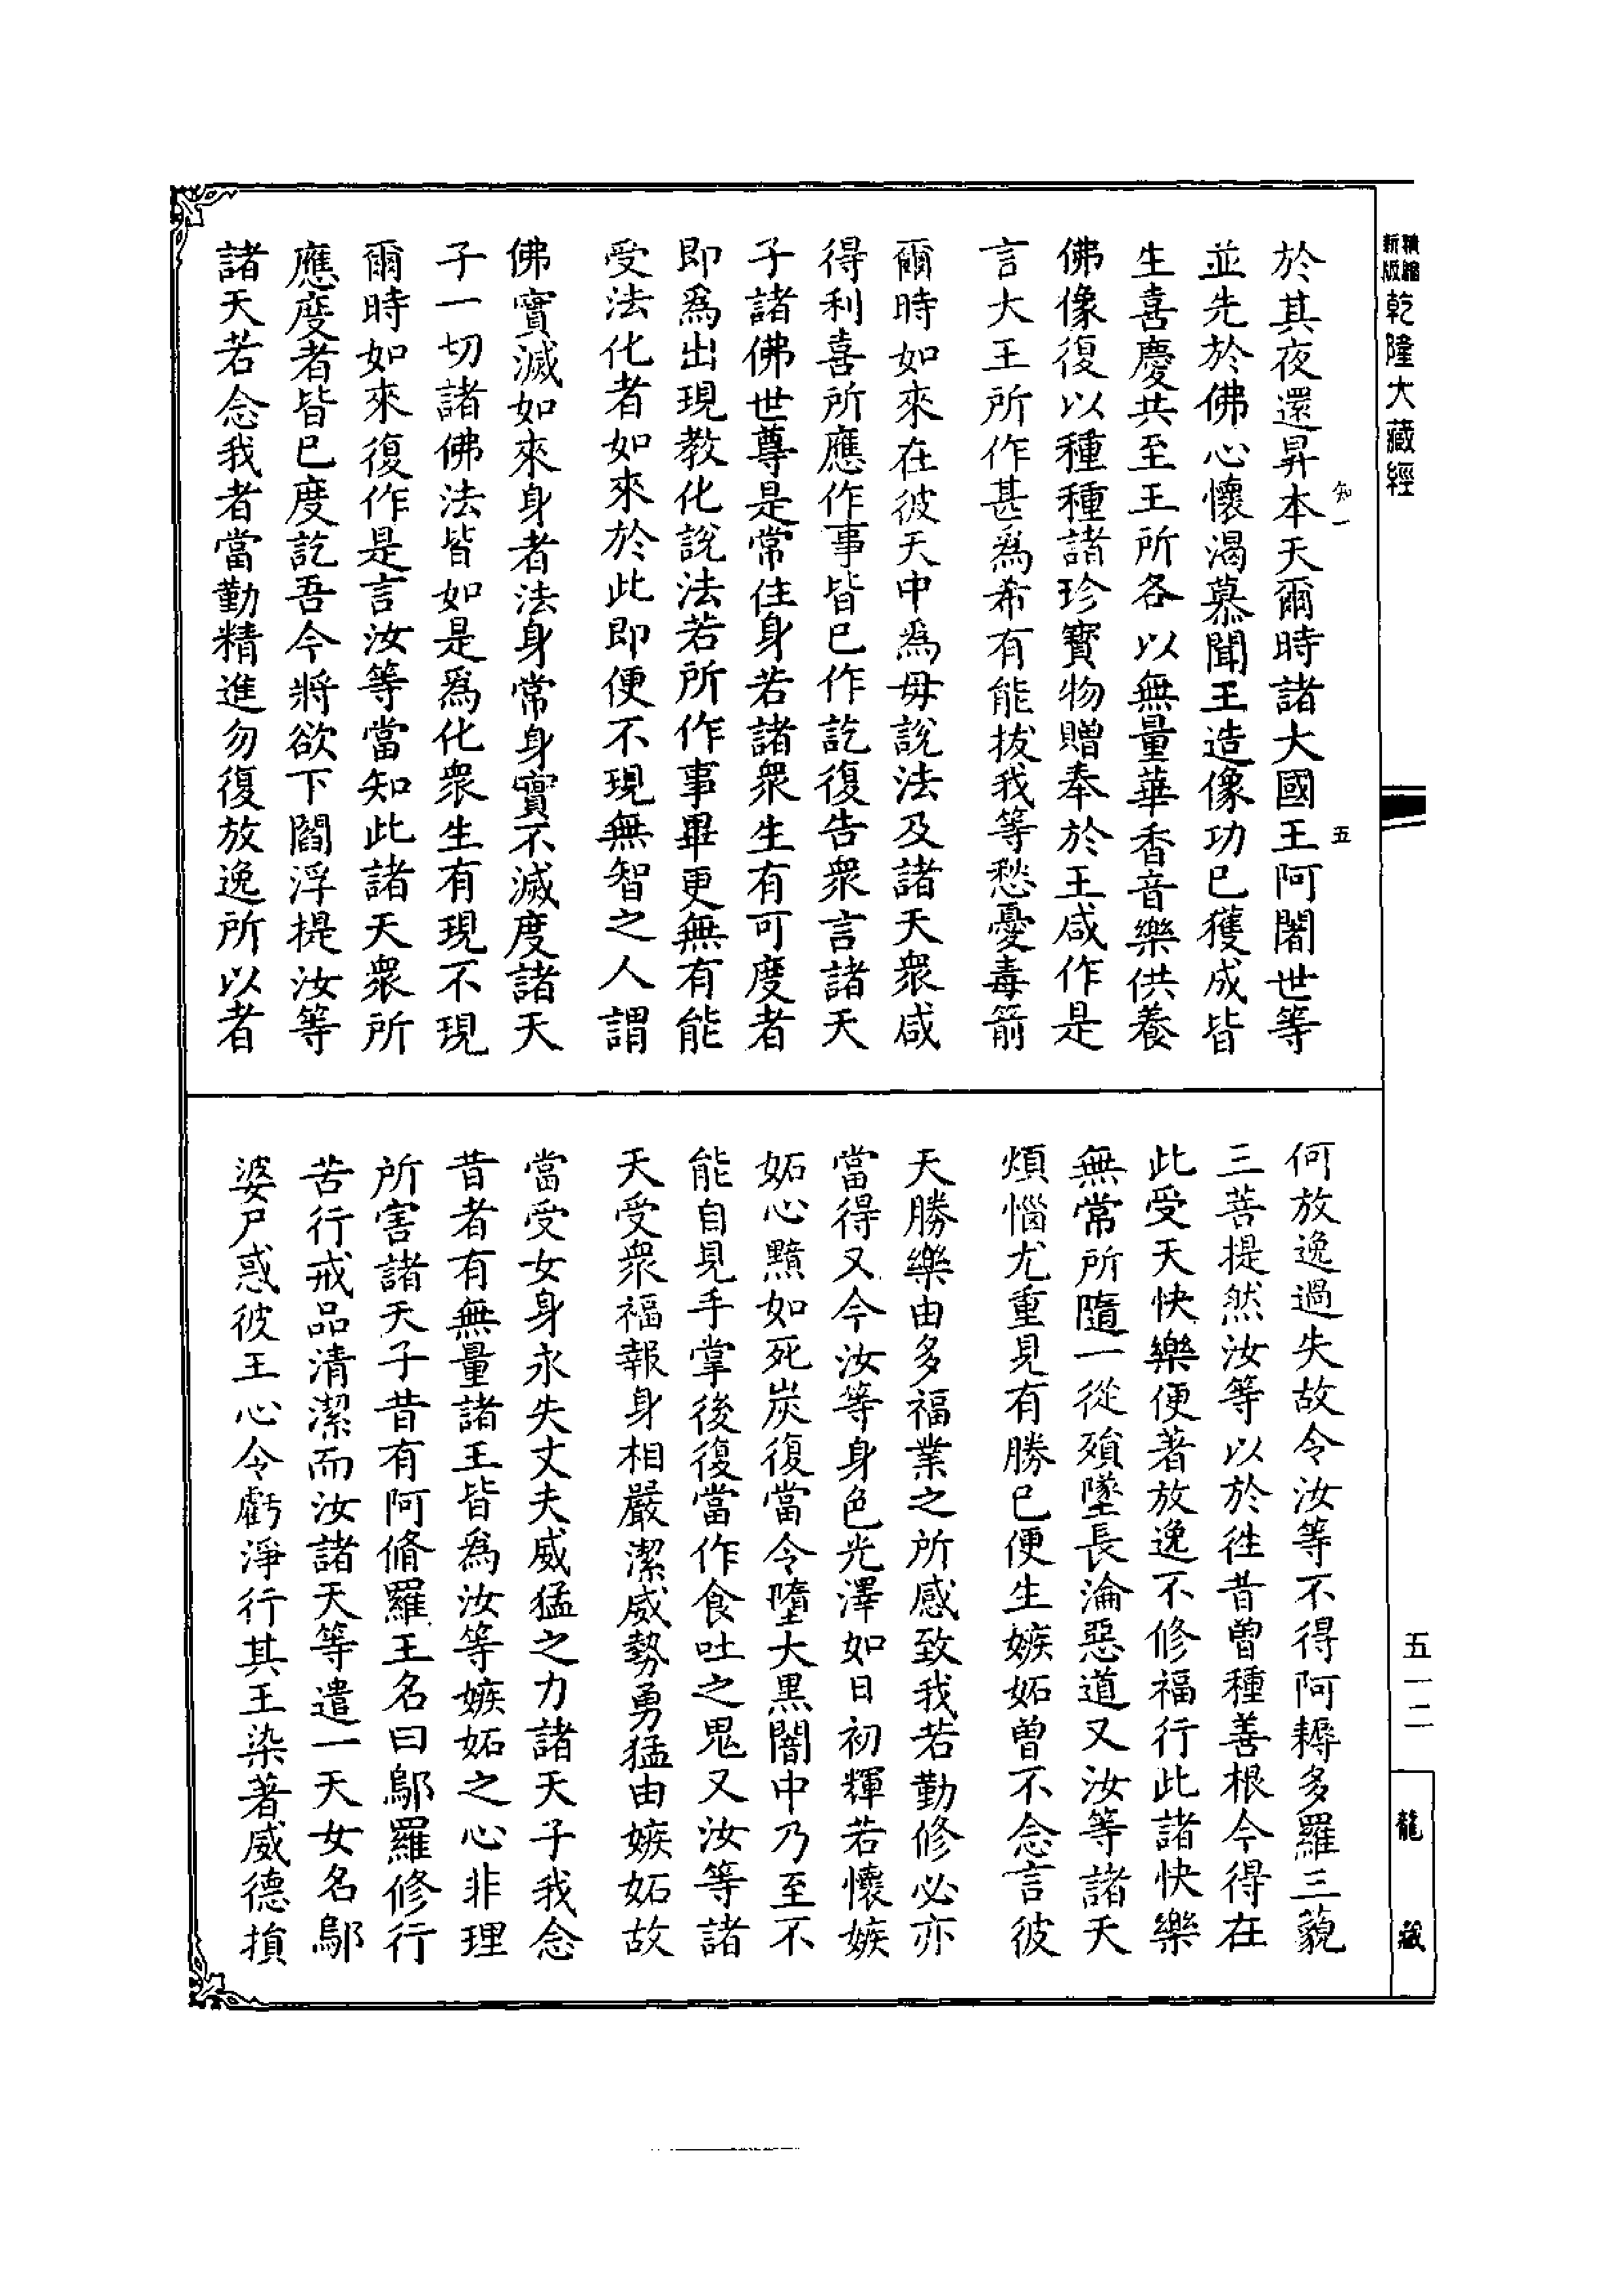 精縮
新版
乾隆大藏經
知一
五
於其夜還昇本天爾時諸大國王阿闍世等
並先於佛心懷渴慕聞王造像功已獲成皆
生喜慶共至王所各以無量華香音樂供養
佛像復以種種諸珍寶物贈奉於王咸作是
言大王所作甚爲希有能拔我等愁憂毒箭
爾時如來在彼天中爲母說法及諸天衆咸
得利喜所應作事皆已作訖復告衆言諸天
子諸佛世尊是常住身若諸衆生有可度者
即爲出現教化說法若所作事畢更無有能
受法化者如來於此即便不現無智之人謂
佛實滅如來身者法身常身實不滅度諸天
子一切諸佛法皆如是爲化衆生有現不現
爾時如來復作是言汝等當知此諸天衆所
應度者皆已度訖吾今將欲下閻浮提汝等
諸天若念我者當勤精進勿復放逸所以者
何放逸過失故令汝等不得阿耨多羅三藐
三菩提然汝等以於往昔曾種善根今得在
此受天快樂便著放逸不修福行此諸快樂
無常所隨一從殞墜長淪惡道又汝等諸天
煩惱尤重見有勝已便生嫉妬曾不念言彼
天勝樂由多福業之所感致我若勤修必亦
當得又今汝等身色光澤如日初輝若懷嫉
妬心黯如死炭復當令墮大黑闇中乃至不
能自見手掌後復當作食吐之鬼又汝等諸
天受衆福報身相嚴潔威勢勇猛由嫉妬故
當受女身永失丈夫威猛之力諸天子我念
昔者有無量諸王皆爲汝等嫉妬之心非理
所害諸天子昔有阿脩羅王名曰鄔羅修行
苦行戒品清潔而汝諸天等遣一天女名鄔
婆尸惑彼王心令虧淨行其王染著威德損
五一二
龍藏